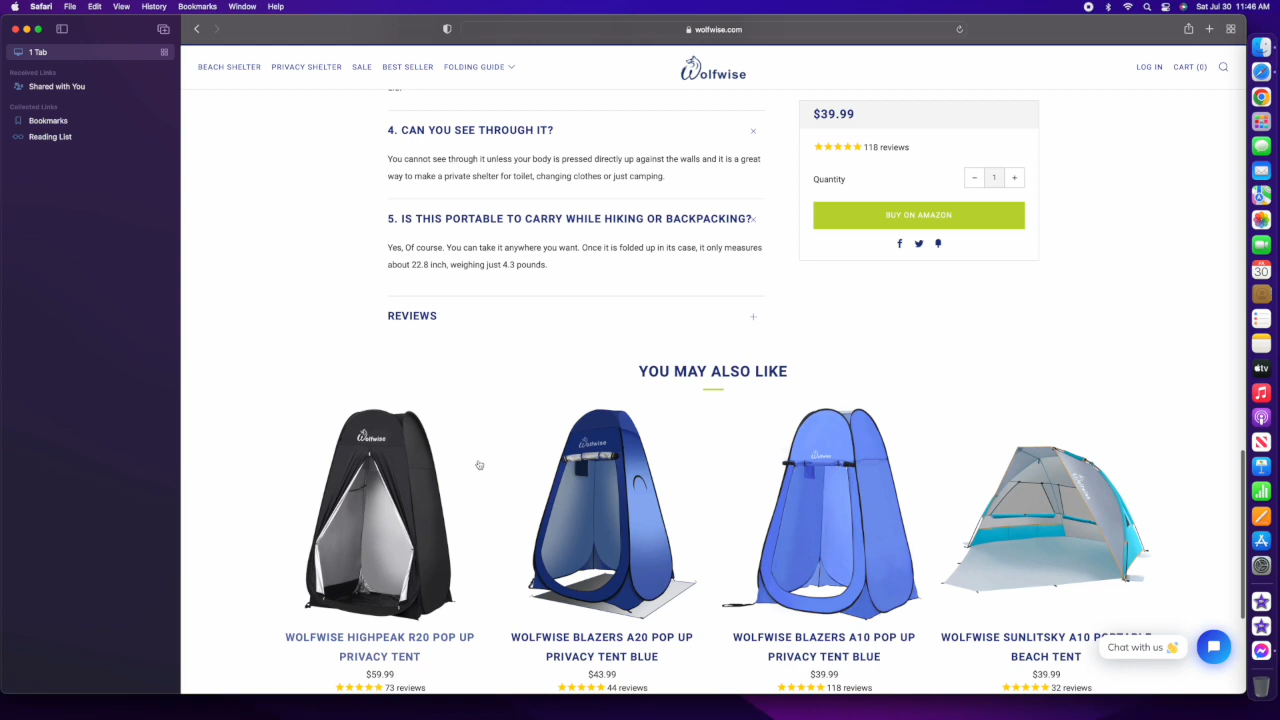 Safari File Edit View History Bookmarks Window Help
Sat Jul 30 11:46 AM
1 Tab
Received Links
Shared with You
Collected Links
Bookmarks
Reading List
wolfwise.com
BEACH SHELTER PRIVACY SHELTER SALE BEST SELLER FOLDING GUIDE
Wolfwise
LOG IN CART (0)
4. CAN YOU SEE THROUGH IT?
You cannot see through it unless your body is pressed directly up against the walls and it is a great
way to make a private shelter for toilet, changing clothes or just camping.
5. IS THIS PORTABLE TO CARRY WHILE HIKING OR BACKPACKING?
Yes, Of course. You can take it anywhere you want. Once it is folded up in its case, it only measures
about 22.8 inch, weighing just 4.3 pounds.
REVIEWS
$39.99
118 reviews
Quantity
− 1 +
BUY ON AMAZON
YOU MAY ALSO LIKE
Wolfwise
Wolfwise
Wolfwise
WOLFWISE HIGHPEAK R20 POP UP
PRIVACY TENT
$59.99
73 reviews
WOLFWISE BLAZERS A20 POP UP
PRIVACY TENT BLUE
$43.99
44 reviews
WOLFWISE BLAZERS A10 POP UP
PRIVACY TENT BLUE
$39.99
118 reviews
WOLFWISE SUNLITSKY A10 PORTABLE
BEACH TENT
$39.99
32 reviews
Chat with us 👋
JUL
30
tv